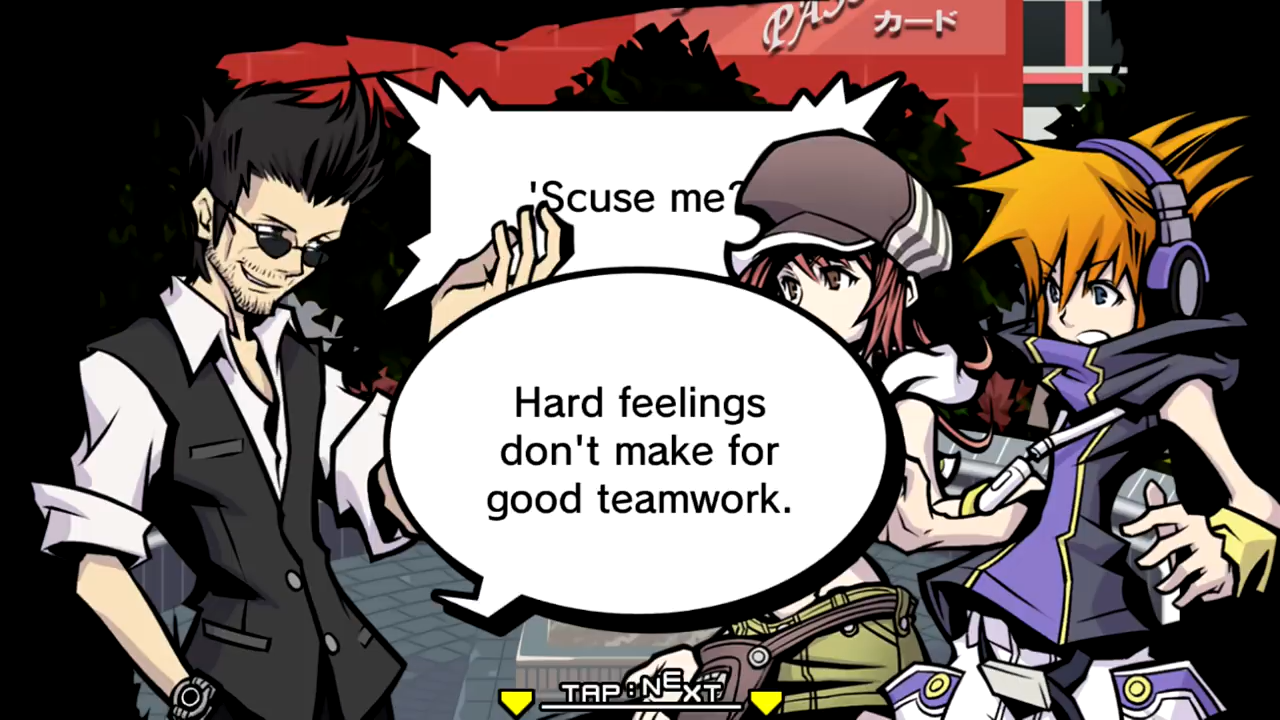 カード
'Scuse me?
Hard feelings
don't make for
good teamwork.
TAP : NEXT